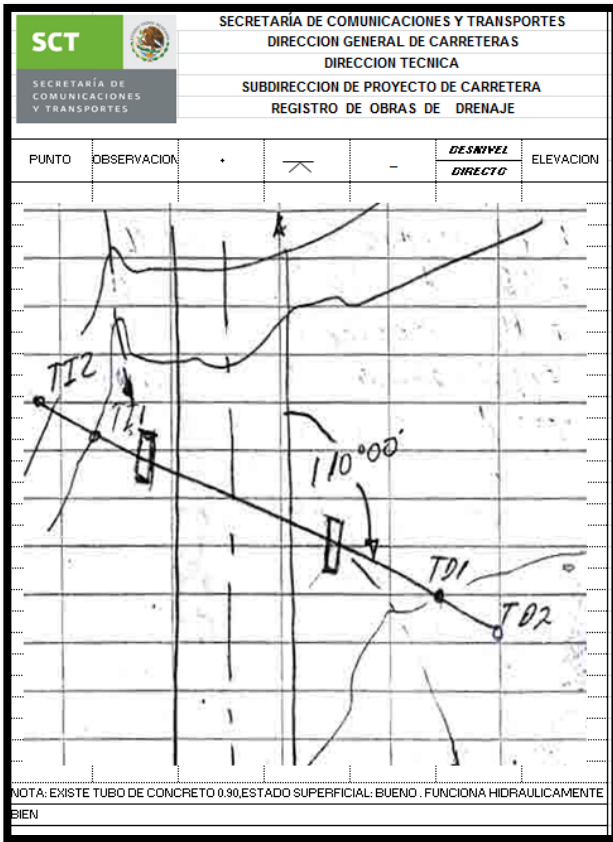 SCT
SECRETARÍA DE
COMUNICACIONES
Y TRANSPORTES
SECRETARÍA DE COMUNICACIONES Y TRANSPORTES
DIRECCION GENERAL DE CARRETERAS
DIRECCION TECNICA
SUBDIRECCION DE PROYECTO DE CARRETERA
REGISTRO DE OBRAS DE DRENAJE
PUNTO OBSERVACION + - DESNIVEL DIRECTO ELEVACION
TI2
TI1
110°00'
TD1
TD2
NOTA: EXISTE TUBO DE CONCRETO 0.90,ESTADO SUPERFICIAL: BUENO . FUNCIONA HIDRAULICAMENTE
BIEN